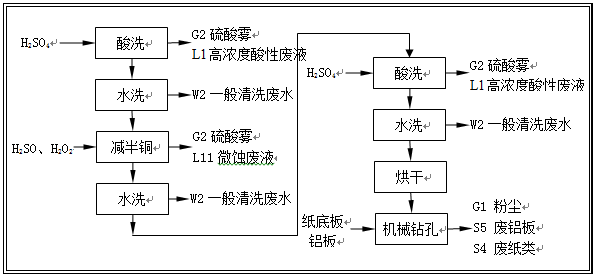 H₂SO₄
酸洗
G2 硫酸雾
L1高浓度酸性废液
水洗
W2 一般清洗废水
H₂SO、H₂O₂
减半铜
G2 硫酸雾
L11 微蚀废液
水洗
W2 一般清洗废水
H₂SO₄
酸洗
G2 硫酸雾
L1高浓度酸性废液
水洗
W2 一般清洗废水
烘干
纸底板
铝板
机械钻孔
G1 粉尘
S5 废铝板
S4 废纸类